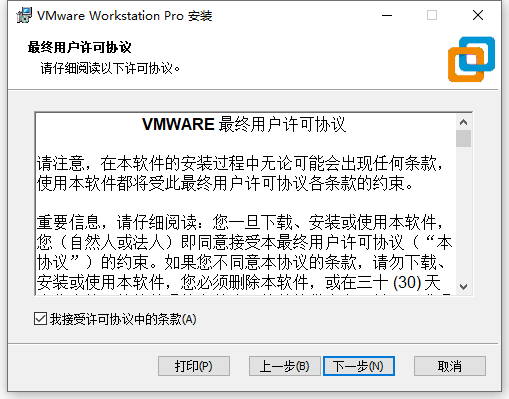 VMware Workstation Pro 安装
最终用户许可协议
请仔细阅读以下许可协议。
VMWARE 最终用户许可协议
请注意，在本软件的安装过程中无论可能会出现任何条款，
使用本软件都将受此最终用户许可协议各条款的约束。
重要信息，请仔细阅读：您一旦下载、安装或使用本软件，
您（自然人或法人）即同意接受本最终用户许可协议（“本
协议”）的约束。如果您不同意本协议的条款，请勿下载、
安装或使用本软件，您必须删除本软件，或在三十 (30) 天
我接受许可协议中的条款(A)
打印(P)
上一步(B)
下一步(N)
取消